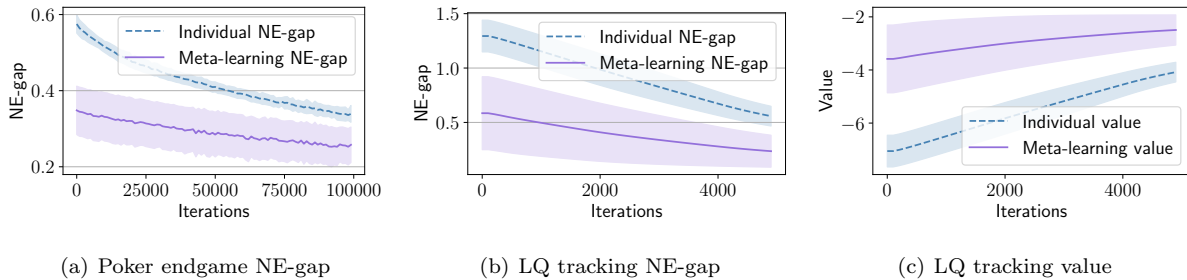 0.6
0.4
0.2
NE-gap
Individual NE-gap
Meta-learning NE-gap
0 25000 50000 75000 100000
Iterations
(a) Poker endgame NE-gap
1.5
1.0
0.5
NE-gap
Individual NE-gap
Meta-learning NE-gap
0 2000 4000
Iterations
(b) LQ tracking NE-gap
−2
−4
−6
Value
Individual value
Meta-learning value
0 2000 4000
Iterations
(c) LQ tracking value